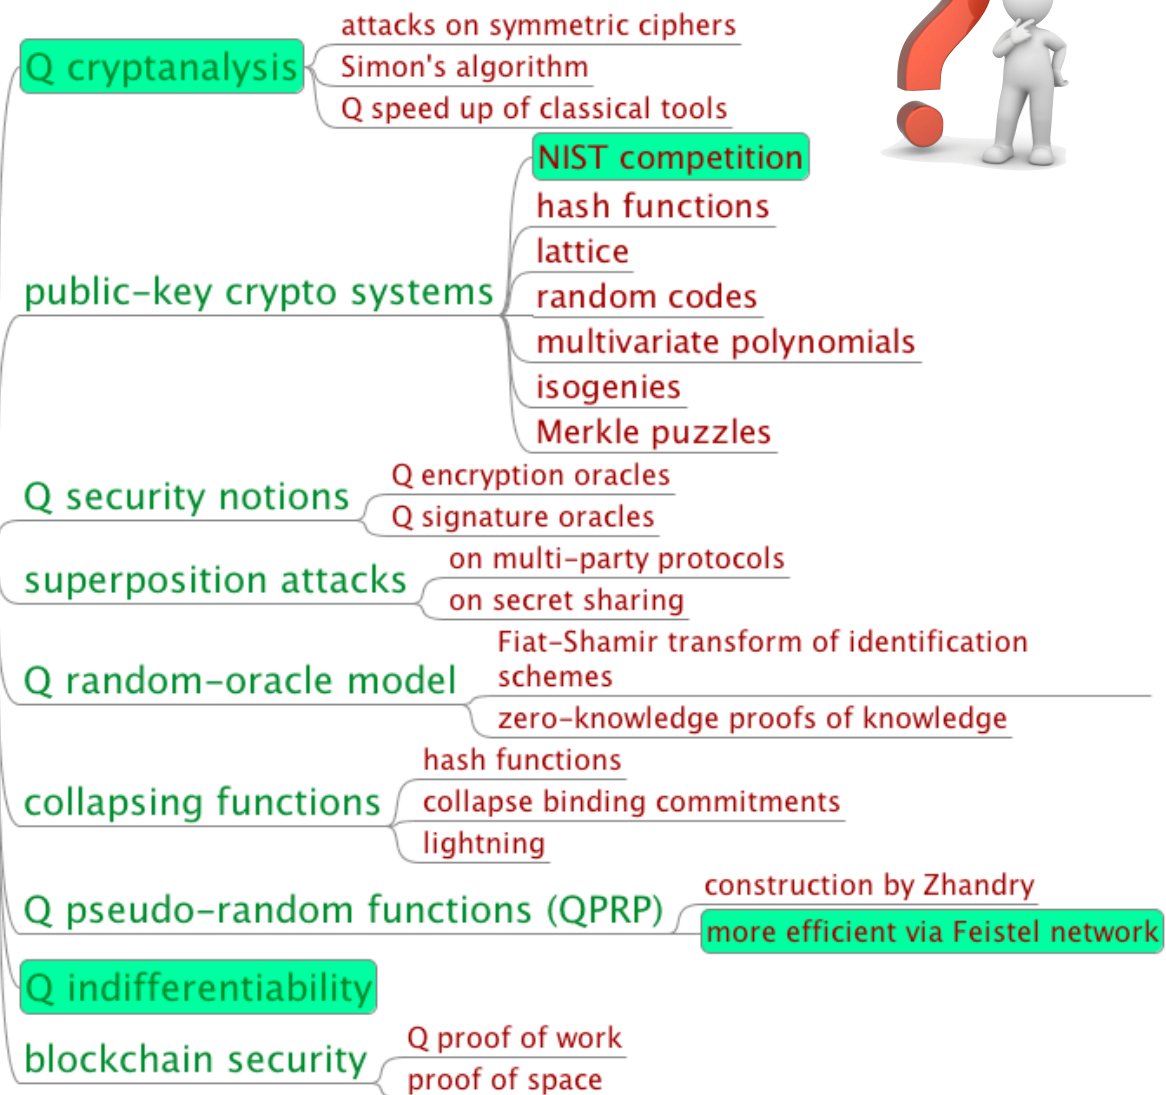 attacks on symmetric ciphers
Q cryptanalysis
Simon's algorithm
Q speed up of classical tools
NIST competition
hash functions
lattice
public-key crypto systems
random codes
multivariate polynomials
isogenies
Merkle puzzles
Q encryption oracles
Q security notions
Q signature oracles
on multi-party protocols
superposition attacks
on secret sharing
Fiat-Shamir transform of identification
schemes
Q random-oracle model
zero-knowledge proofs of knowledge
hash functions
collapsing functions
collapse binding commitments
lightning
construction by Zhandry
Q pseudo-random functions (QPRP)
more efficient via Feistel network
Q indifferentiability
Q proof of work
blockchain security
proof of space